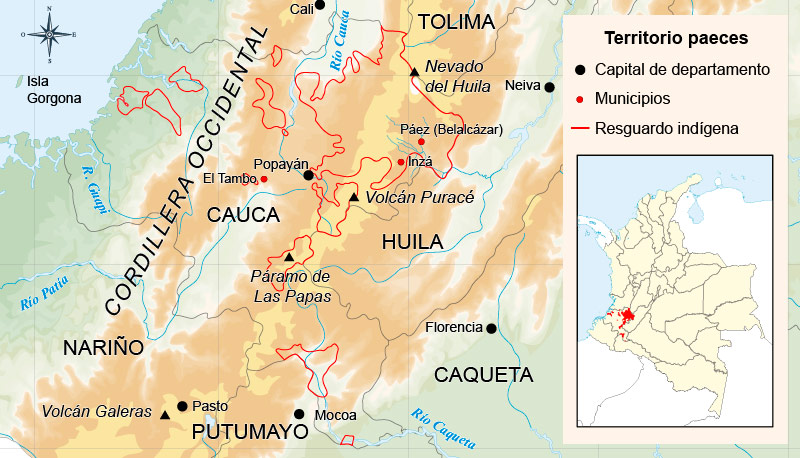 Cali
TOLIMA
Río Cauca
N
O
E
S
Isla
Gorgona
Nevado
del Huila
Neiva
CORDILLERA OCCIDENTAL
Páez (Belalcázar)
Inzá
Popayán
El Tambo
R. Guapi
Volcán Puracé
CAUCA
HUILA
Páramo de
Las Papas
Río Patia
Florencia
NARIÑO
CAQUETA
Volcán Galeras
Pasto
Mocoa
Río Caqueta
PUTUMAYO
Territorio paeces
Capital de departamento
Municipios
Resguardo indígena